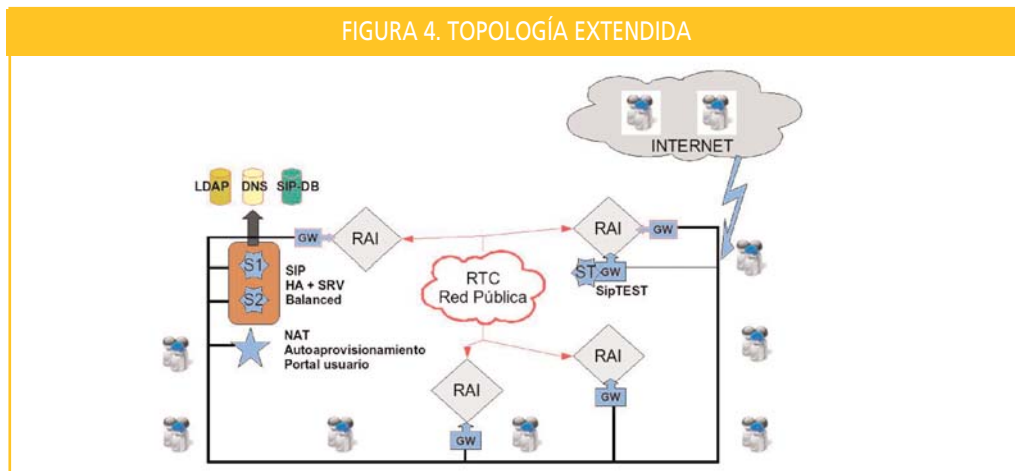 FIGURA 4. TOPOLOGÍA EXTENDIDA
INTERNET
LDAP
DNS
SIP-DB
GW
RAI
RAI
GW
S1
S2
SIP
HA + SRV
Balanced
RTC
Red Pública
ST
GW
SipTEST
NAT
Autoaprovisionamiento
Portal usuario
RAI
GW
RAI
GW